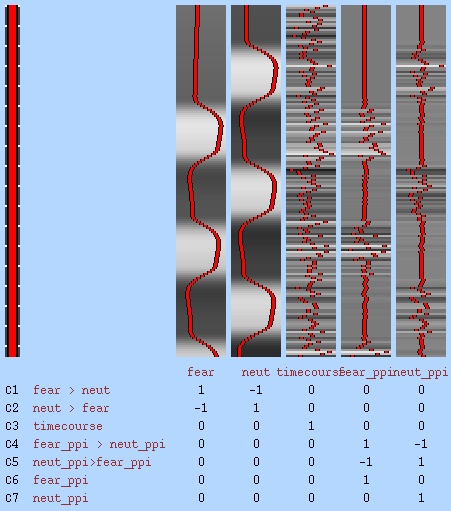 fear neut timecourse fear_ppi neut_ppi
C1 fear > neut 1 -1 0 0 0
C2 neut > fear -1 1 0 0 0
C3 timecourse 0 0 1 0 0
C4 fear_ppi > neut_ppi 0 0 0 1 -1
C5 neut_ppi>fear_ppi 0 0 0 -1 1
C6 fear_ppi 0 0 0 1 0
C7 neut_ppi 0 0 0 0 1